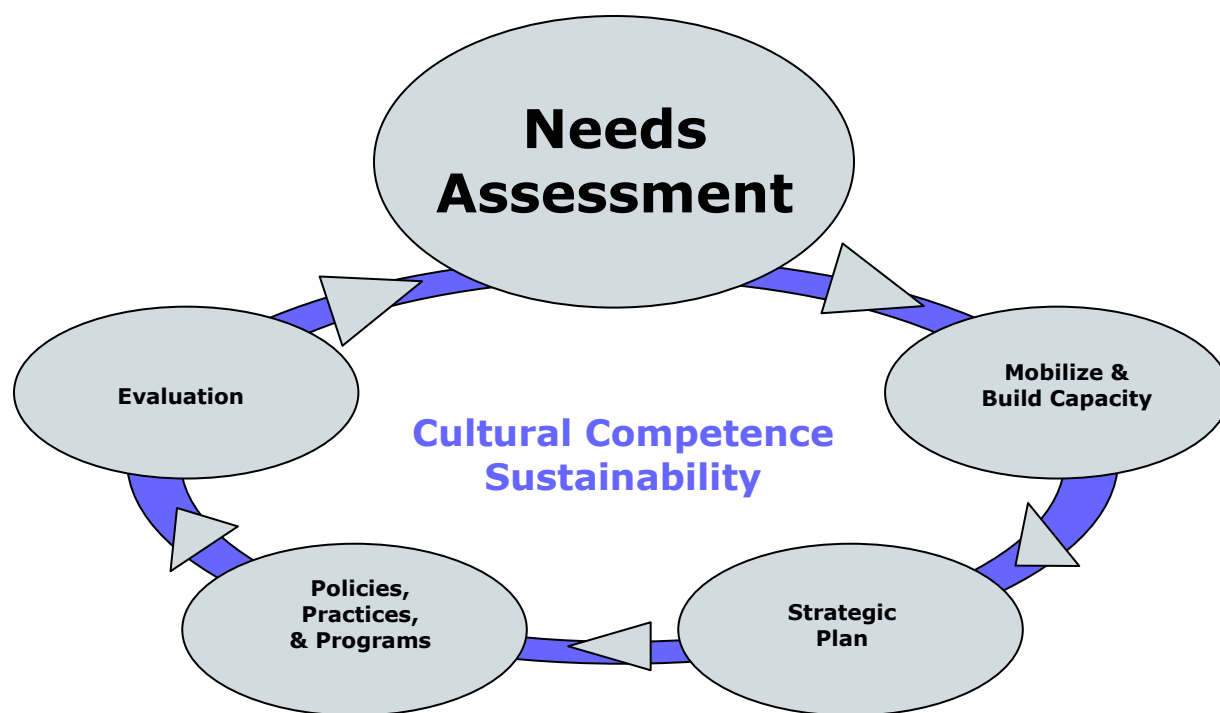 Needs
Assessment
Mobilize &
Build Capacity
Strategic
Plan
Policies,
Practices,
& Programs
Evaluation
Cultural Competence
Sustainability